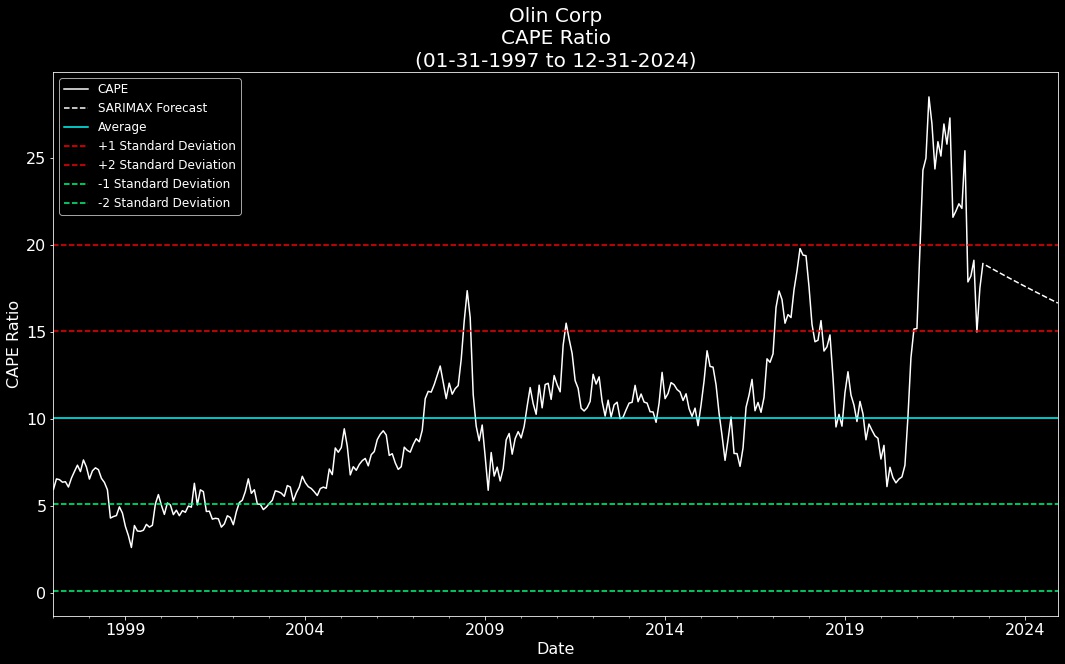 Olin Corp
CAPE Ratio
(01-31-1997 to 12-31-2024)
CAPE
SARIMAX Forecast
Average
+1 Standard Deviation
+2 Standard Deviation
-1 Standard Deviation
-2 Standard Deviation
CAPE Ratio
25
20
15
10
5
0
1999
2004
2009
2014
2019
2024
Date